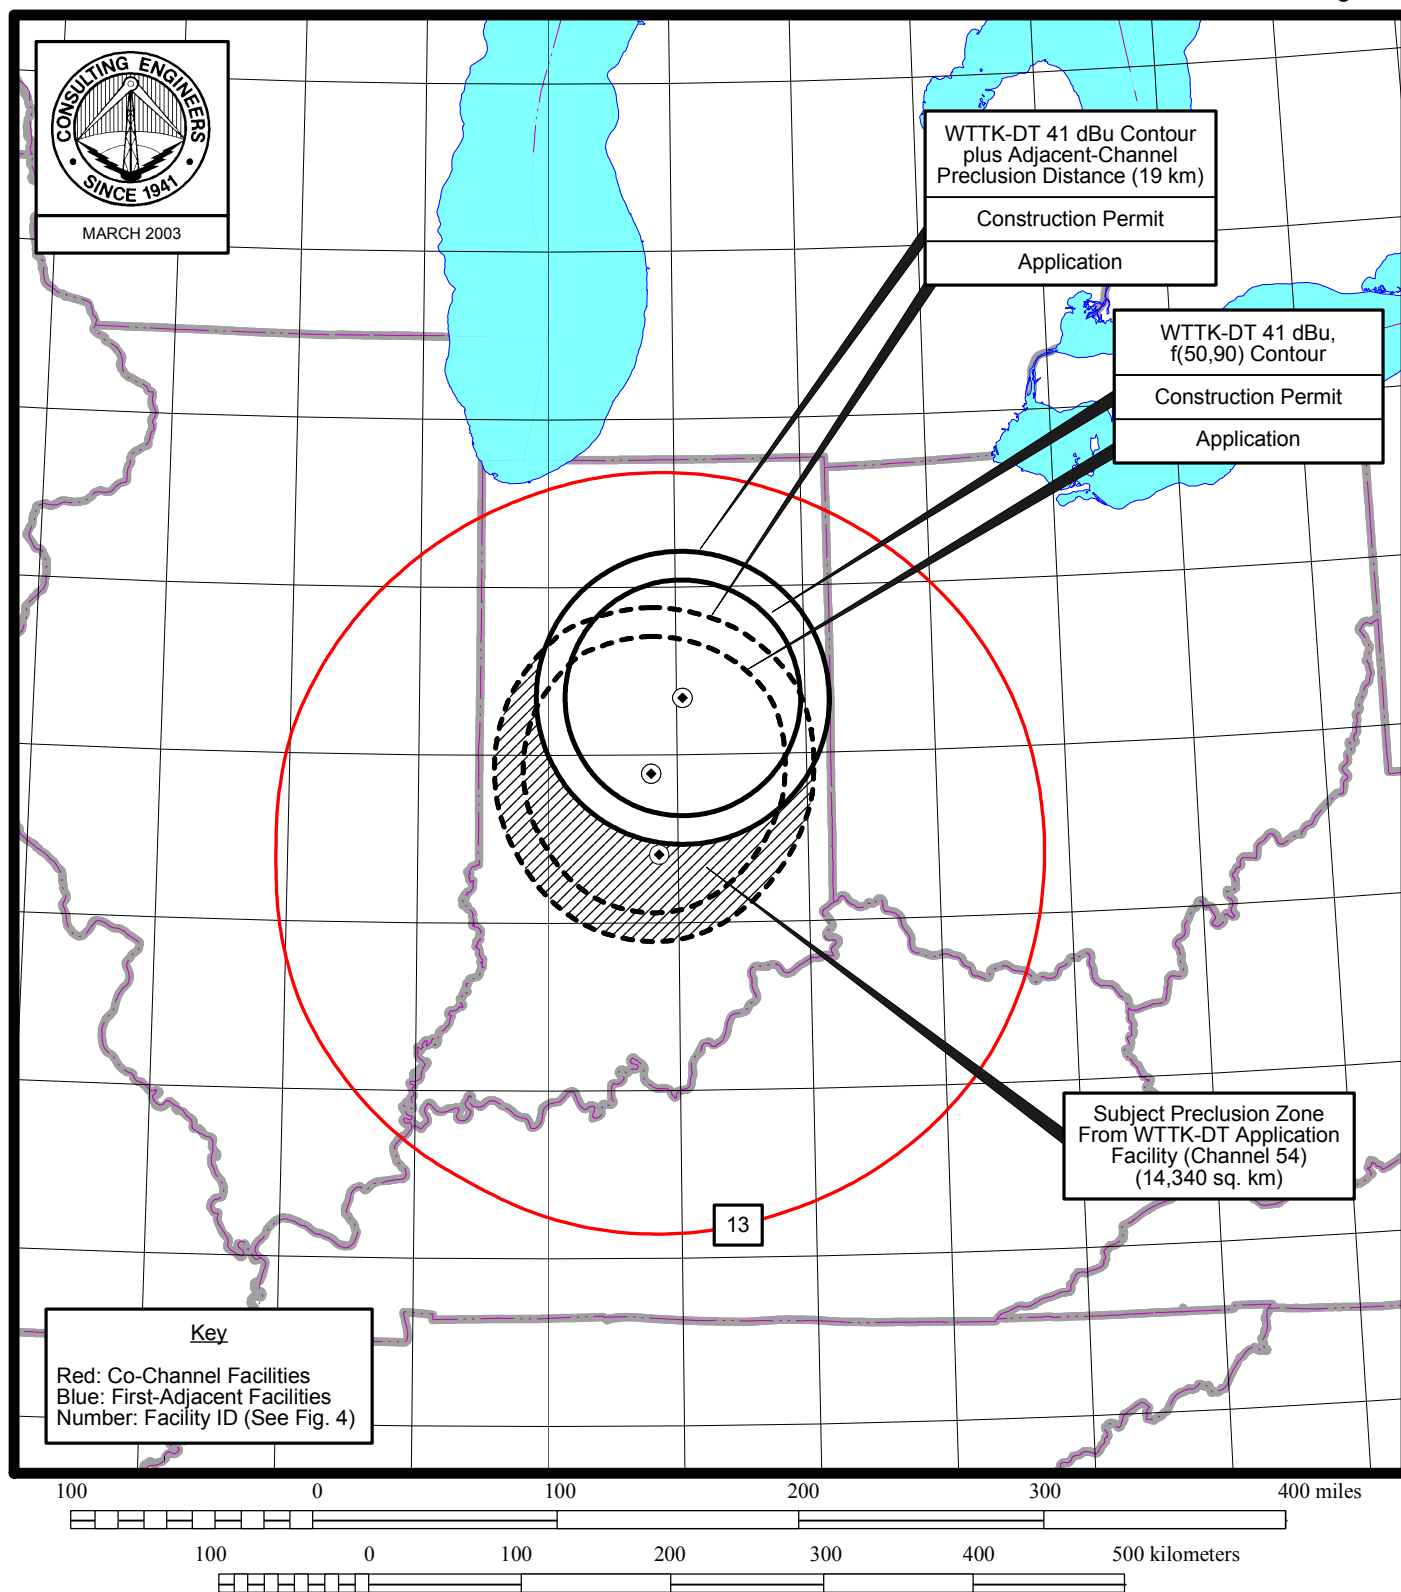 CONSULTING ENGINEERS
• SINCE 1941 •
MARCH 2003
WTTK-DT 41 dBu Contour
plus Adjacent-Channel
Preclusion Distance (19 km)
Construction Permit
Application
WTTK-DT 41 dBu,
f(50,90) Contour
Construction Permit
Application
Subject Preclusion Zone
From WTTK-DT Application
Facility (Channel 54)
(14,340 sq. km)
13
Key
Red: Co-Channel Facilities
Blue: First-Adjacent Facilities
Number: Facility ID (See Fig. 4)
100 0 100 200 300 400 miles
100 0 100 200 300 400 500 kilometers